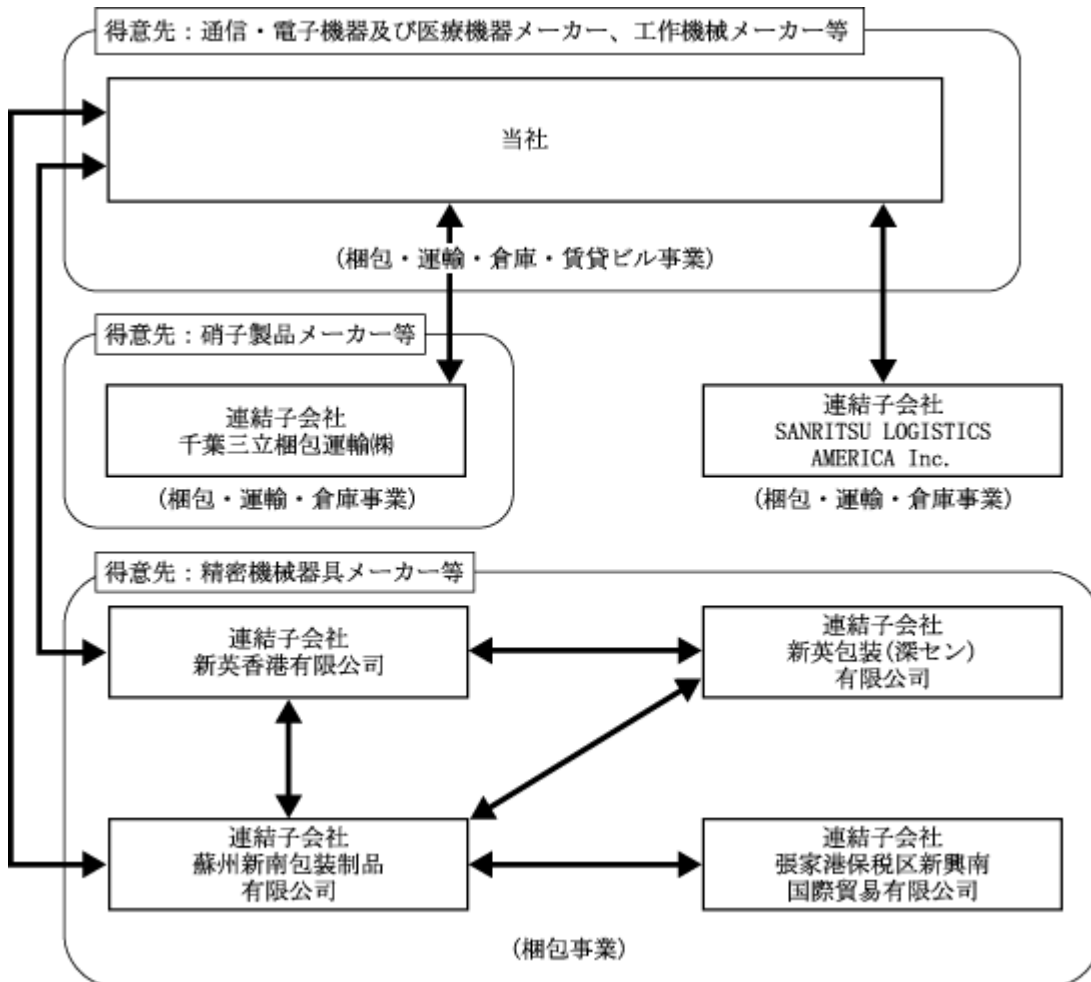 得意先：通信・電子機器及び医療機器メーカー、工作機械メーカー等
当社
(梱包・運輸・倉庫・賃貸ビル事業)
得意先：硝子製品メーカー等
連結子会社
千葉三立梱包運輸㈱
(梱包・運輸・倉庫事業)
連結子会社
SANRITSU LOGISTICS
AMERICA Inc.
(梱包・運輸・倉庫事業)
得意先：精密機械器具メーカー等
連結子会社
新英香港有限公司
連結子会社
新英包装(深セン)
有限公司
連結子会社
蘇州新南包装制品
有限公司
連結子会社
張家港保税区新興南
国際貿易有限公司
(梱包事業)